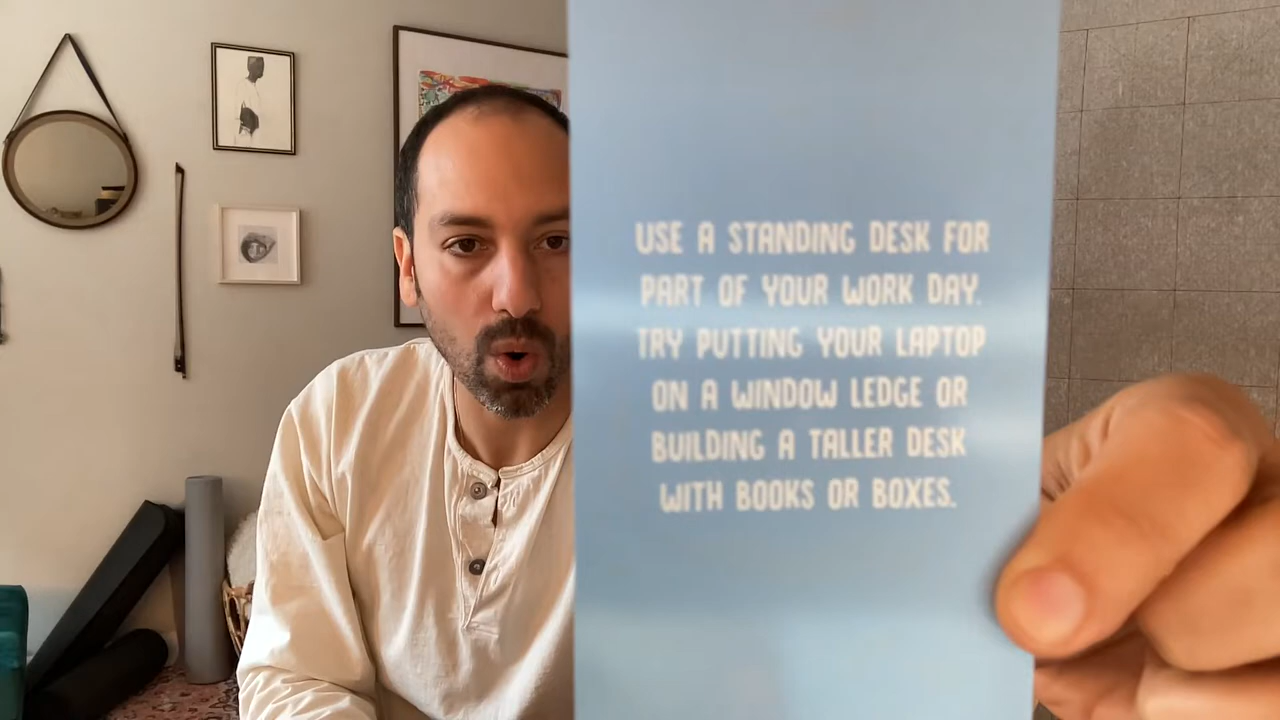 USE A STANDING DESK FOR
PART OF YOUR WORK DAY.
TRY PUTTING YOUR LAPTOP
ON A WINDOW LEDGE OR
BUILDING A TALLER DESK
WITH BOOKS OR BOXES.